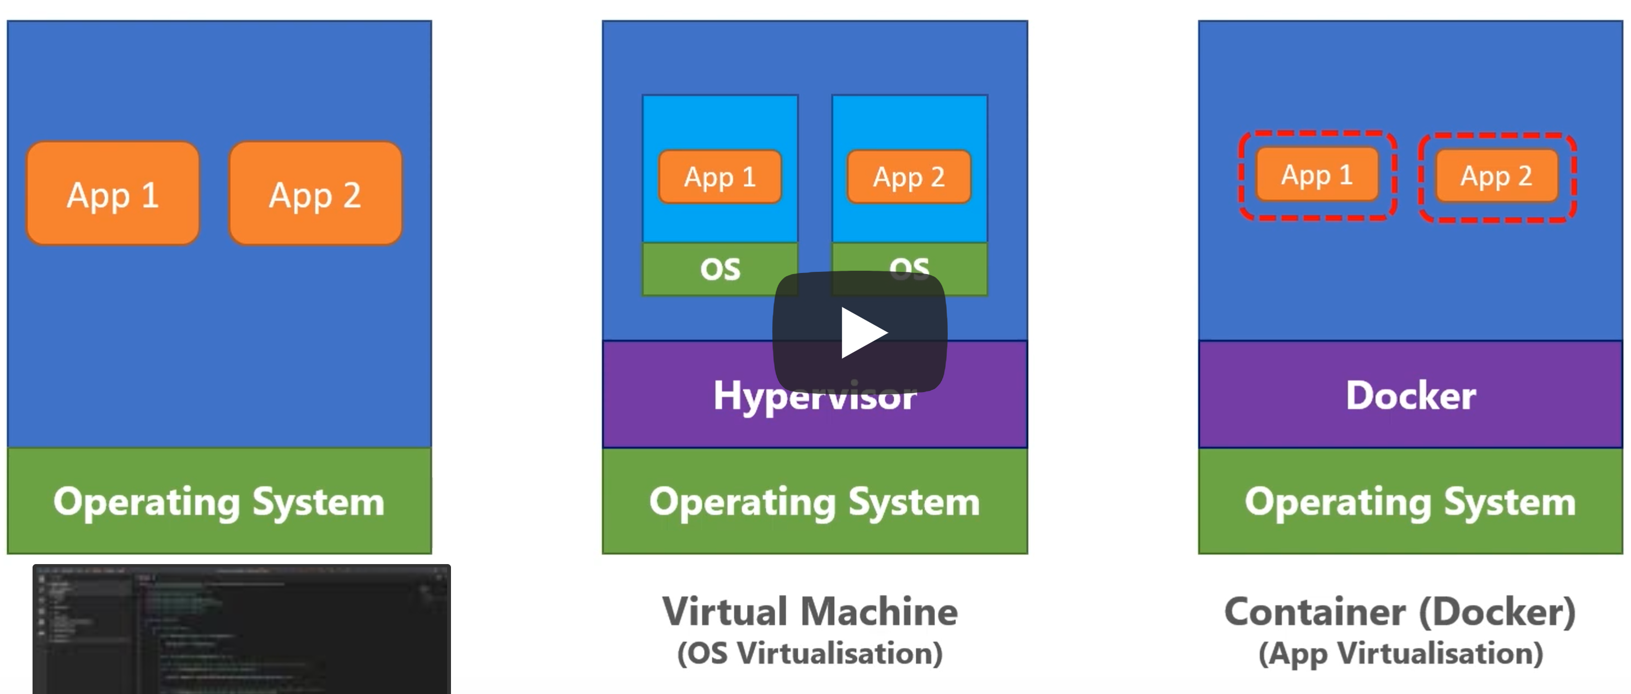 App 1
App 2
Operating System
App 1
App 2
OS
OS
Hypervisor
Operating System
Virtual Machine
(OS Virtualisation)
App 1
App 2
Docker
Operating System
Container (Docker)
(App Virtualisation)